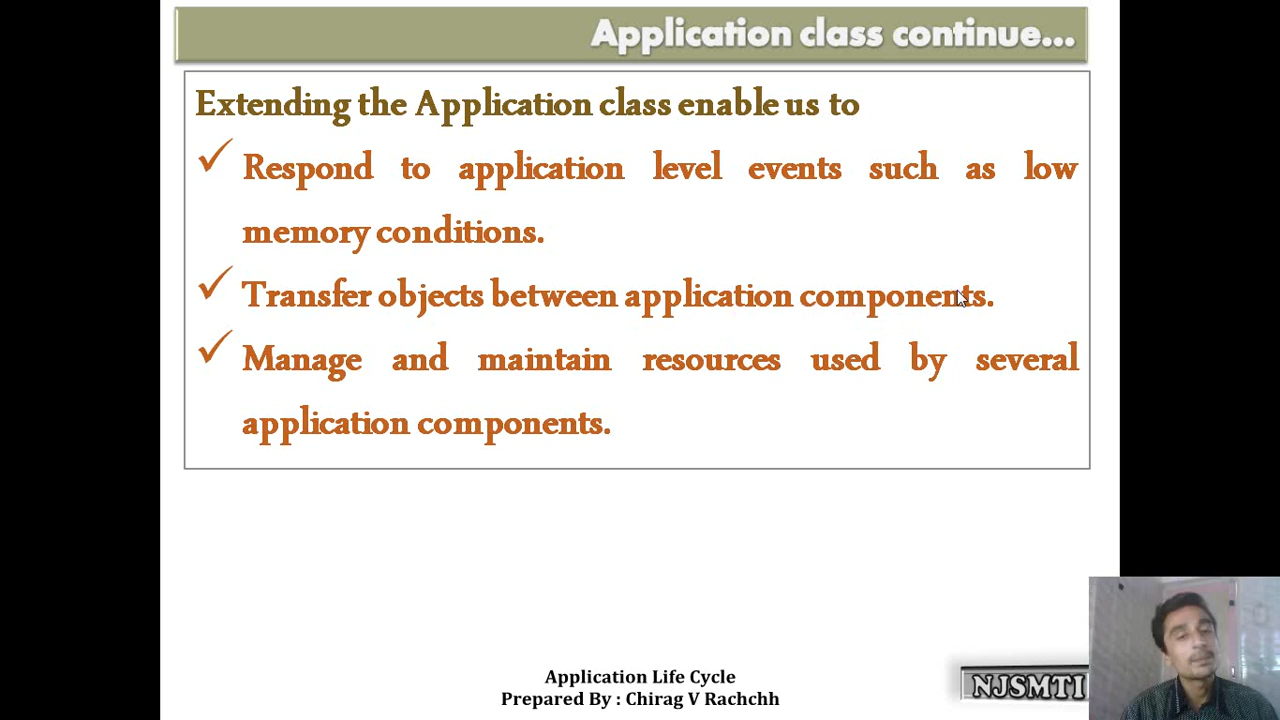 Application class continue...
Extending the Application class enable us to
✓ Respond to application level events such as low
memory conditions.
✓ Transfer objects between application components.
✓ Manage and maintain resources used by several
application components.
Application Life Cycle
Prepared By : Chirag V Rachchh
NJSMTI